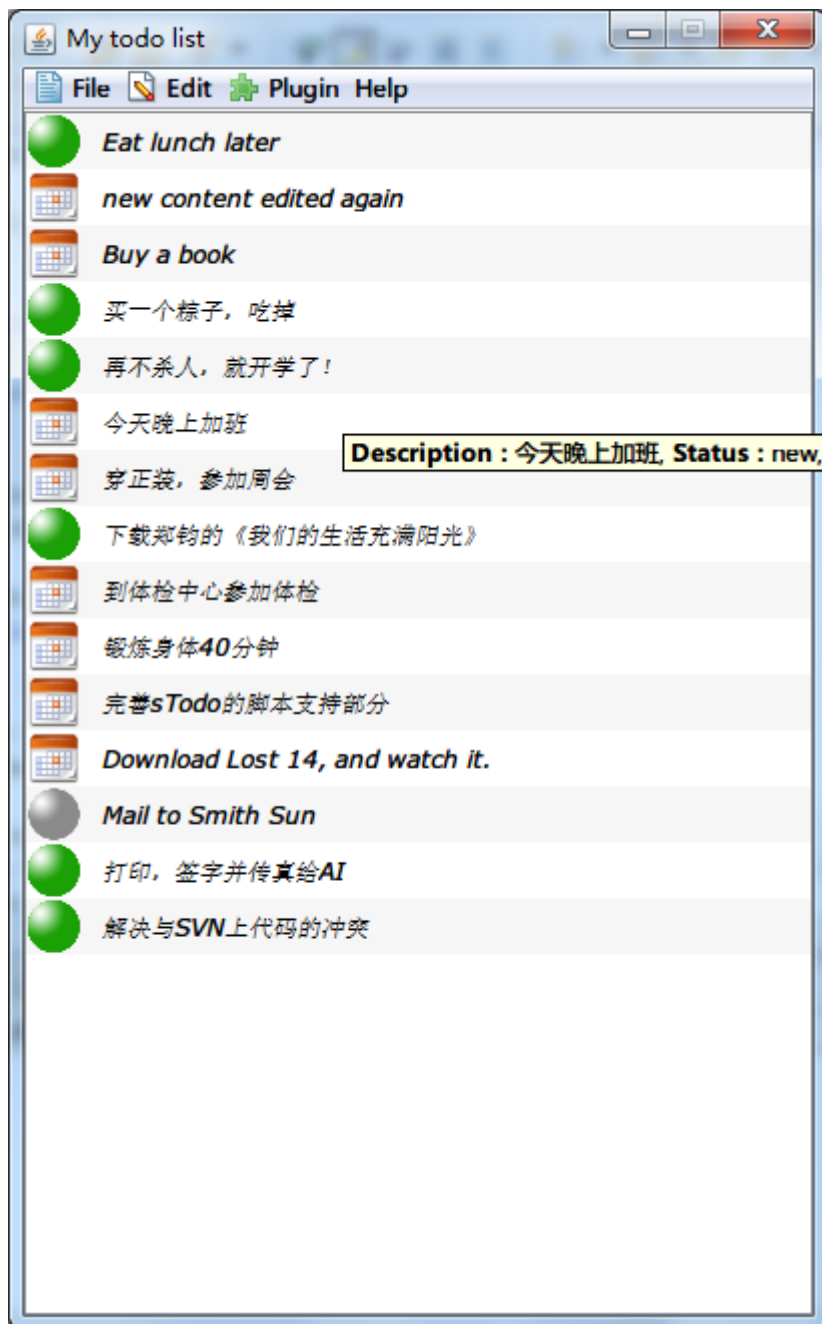 My todo list
File Edit Plugin Help
Eat lunch later
new content edited again
Buy a book
买一个粽子，吃掉
再不杀人，就开学了！
今天晚上加班
Description : 今天晚上加班, Status : new,
穿正装，参加周会
下载郑钧的《我们的生活充满阳光》
到体检中心参加体检
锻炼身体40分钟
完善sTodo的脚本支持部分
Download Lost 14, and watch it.
Mail to Smith Sun
打印，签字并传真给AI
解决与SVN上代码的冲突